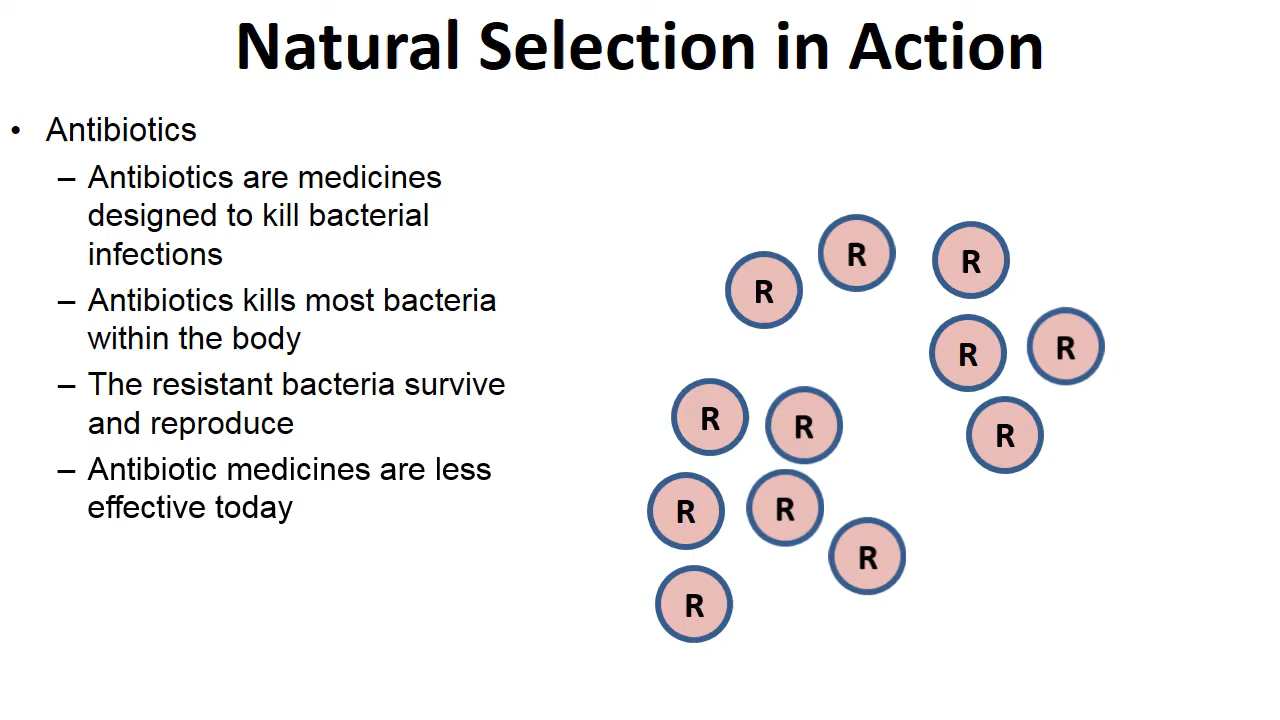 Natural Selection in Action
• Antibiotics
– Antibiotics are medicines
designed to kill bacterial
infections
– Antibiotics kills most bacteria
within the body
– The resistant bacteria survive
and reproduce
– Antibiotic medicines are less
effective today
R
R
R
R
R
R
R
R
R
R
R
R